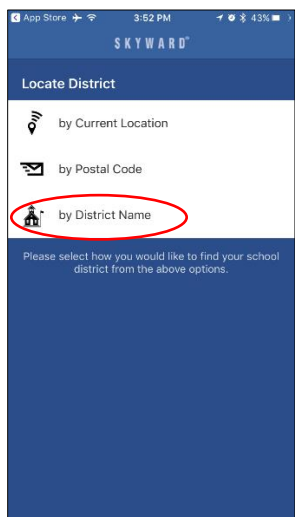 App Store 3:52 PM 43%
SKYWARD®
Locate District
by Current Location
by Postal Code
by District Name
Please select how you would like to find your school
district from the above options.